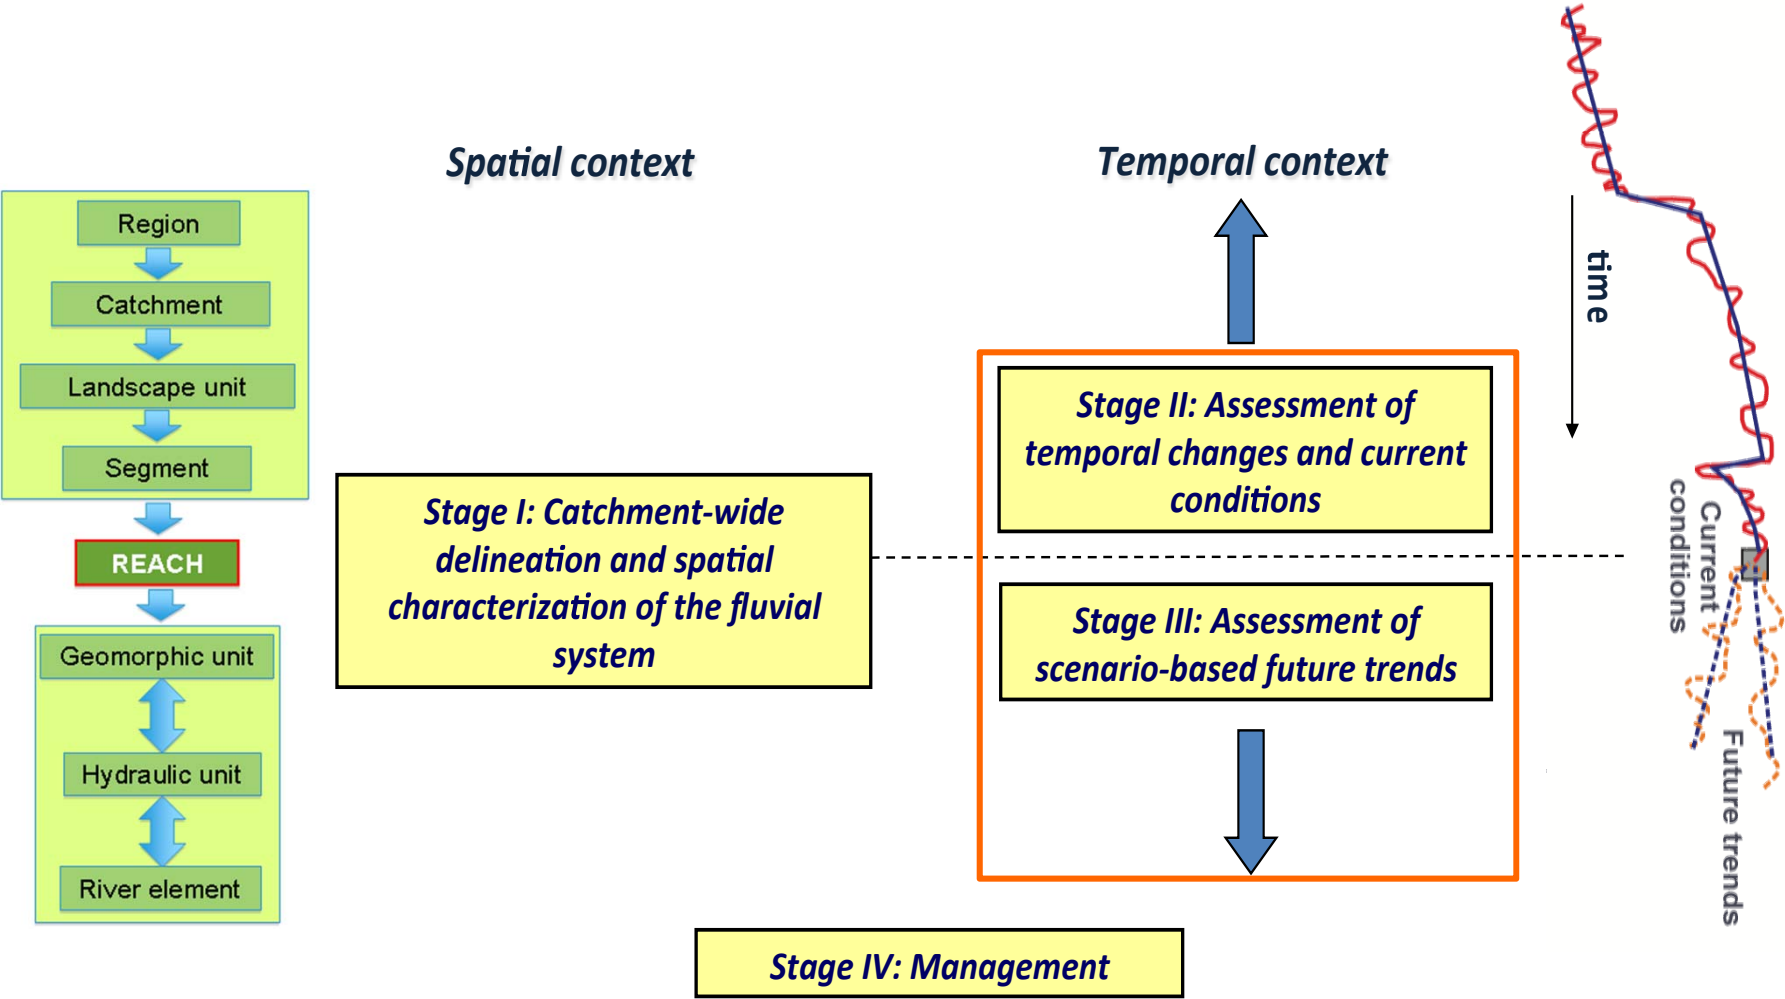 Spatial context
Temporal context
Region
Catchment
Landscape unit
Segment
REACH
Geomorphic unit
Hydraulic unit
River element
Stage I: Catchment-wide
delineation and spatial
characterization of the fluvial
system
Stage II: Assessment of
temporal changes and current
conditions
Stage III: Assessment of
scenario-based future trends
Stage IV: Management
time
Current
conditions
Future trends